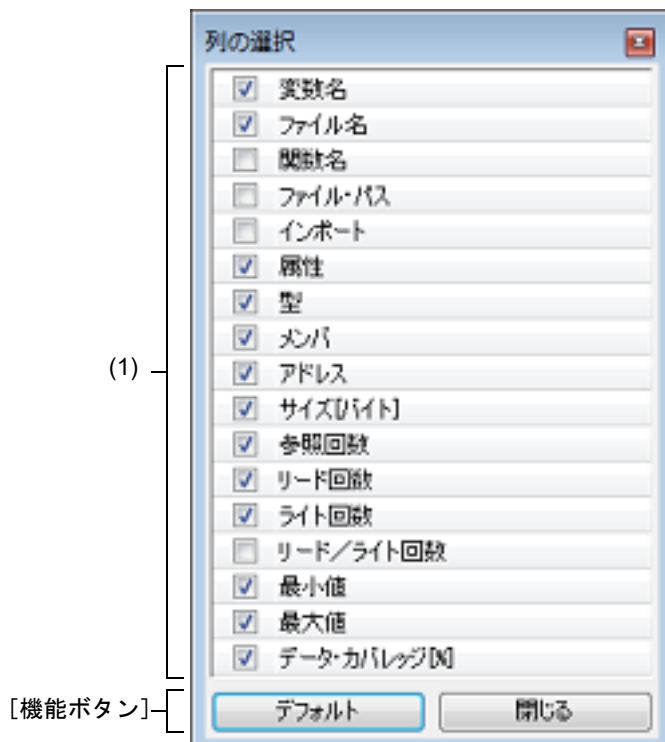 列の選択
変数名
ファイル名
関数名
ファイル・パス
インポート
属性
型
メンバ
(1)
アドレス
サイズ[バイト]
参照回数
リード回数
ライト回数
リード／ライト回数
最小値
最大値
データ・カバレッジ[%]
[機能ボタン]
デフォルト
閉じる